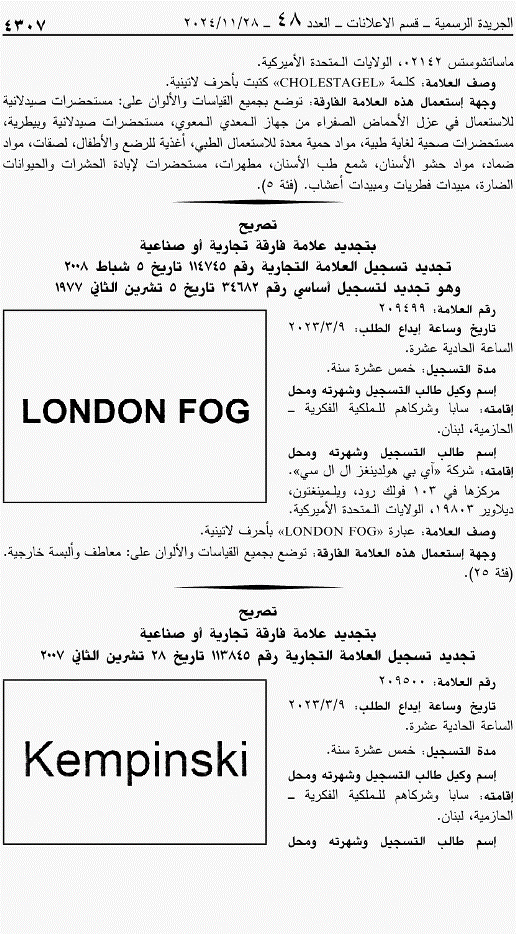 الجريدة الرسمية ـ قسم الاعلانات ـ العدد ٤٨ ـ ٢٠٢٤/١١/٢٨
٤٣٠٧
ماساتشوستس ٠٢١٤٢، الولايات المتحدة الأميركية.
وصف العلامة: كلمة «CHOLESTAGEL» كتبت بأحرف لاتينية.
وجهة إستعمال هذه العلامة الفارقة: توضع بجميع القياسات والألوان على: مستحضرات صيدلانية
للاستعمال في عزل الأحماض الصفراء من جهاز المعدي المعوي، مستحضرات صيدلانية وبيطرية،
مستحضرات صحية لغاية طبية، مواد حمية معدة للاستعمال الطبي، أغذية للرضع والأطفال، لصقات، مواد
ضماد، مواد حشو الأسنان، شمع طب الأسنان، مطهرات، مستحضرات لإبادة الحشرات والحيوانات
الضارة، مبيدات فطريات ومبيدات أعشاب. (فئة ٥).
تصريح
بتجديد علامة فارقة تجارية أو صناعية
تجديد تسجيل العلامة التجارية رقم ١١٤٧٤٥ تاريخ ٥ شباط ٢٠٠٨
وهو تجديد لتسجيل أساسي رقم ٣٤٦٨٢ تاريخ ٥ تشرين الثاني ١٩٧٧
رقم العلامة: ٢٠٩٤٩٩
تاريخ وساعة إيداع الطلب: ٢٠٢٣/٣/٩
الساعة الحادية عشرة.
مدة التسجيل: خمس عشرة سنة.
إسم وكيل طالب التسجيل وشهرته ومحل
إقامته: سابا وشركاهم للملكية الفكرية ـ
الحازمية، لبنان.
إسم طالب التسجيل وشهرته ومحل
إقامته: شركة «آي بي هولدينغز ال ال سي».
مركزها في ١٠٣ فولك رود، ويلمينغتون،
ديلاوير ١٩٨٠٣، الولايات المتحدة الأميركية.
LONDON FOG
وصف العلامة: عبارة «LONDON FOG» بأحرف لاتينية.
وجهة إستعمال هذه العلامة الفارقة: توضع بجميع القياسات والألوان على: معاطف وألبسة خارجية.
(فئة ٢٥).
تصريح
بتجديد علامة فارقة تجارية أو صناعية
تجديد تسجيل العلامة التجارية رقم ١١٣٨٤٥ تاريخ ٢٨ تشرين الثاني ٢٠٠٧
رقم العلامة: ٢٠٩٥٠٠
تاريخ وساعة إيداع الطلب: ٢٠٢٣/٣/٩
الساعة الحادية عشرة.
مدة التسجيل: خمس عشرة سنة.
إسم وكيل طالب التسجيل وشهرته ومحل
إقامته: سابا وشركاهم للملكية الفكرية ـ
الحازمية، لبنان.
إسم طالب التسجيل وشهرته ومحل
Kempinski